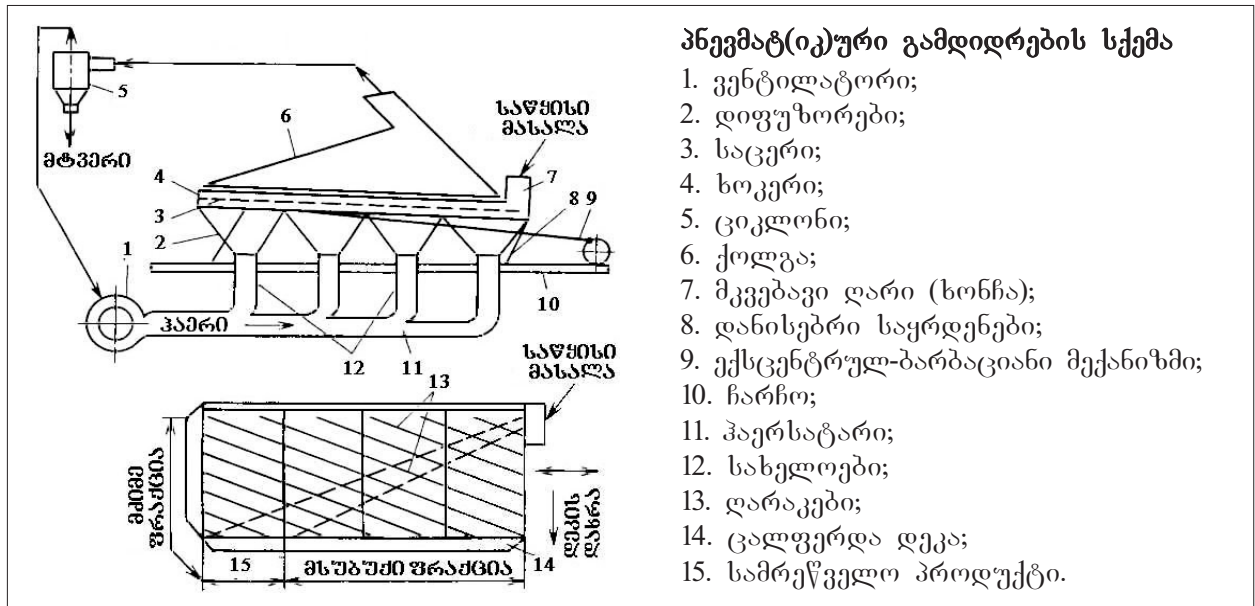 პნევმატ(იკ)ური გამდიდრების სქემა
1. ვენტილატორი;
2. დიფუზორები;
3. საცერი;
4. ხოკერი;
5. ციკლონი;
6. ქოლგა;
7. მკვებავი ღარი (ხონჩა);
8. დანისებრი საყრდენები;
9. ექსცენტრულ-ბარბაციანი მექანიზმი;
10. ჩარჩო;
11. ჰაერსატარი;
12. სახელოები;
13. ღარაკები;
14. ცალფერდა დეკა;
15. სამრეწველო პროდუქტი.
5
მტვერი
6
საწყისი
მასალა
4
3
2
7
8
9
1
10
ჰაერი
12
11
13
საწყისი
მასალა
მძიმე
ფრაქცია
დეკის
დახრა
15
მსუბუქი ფრაქცია
14